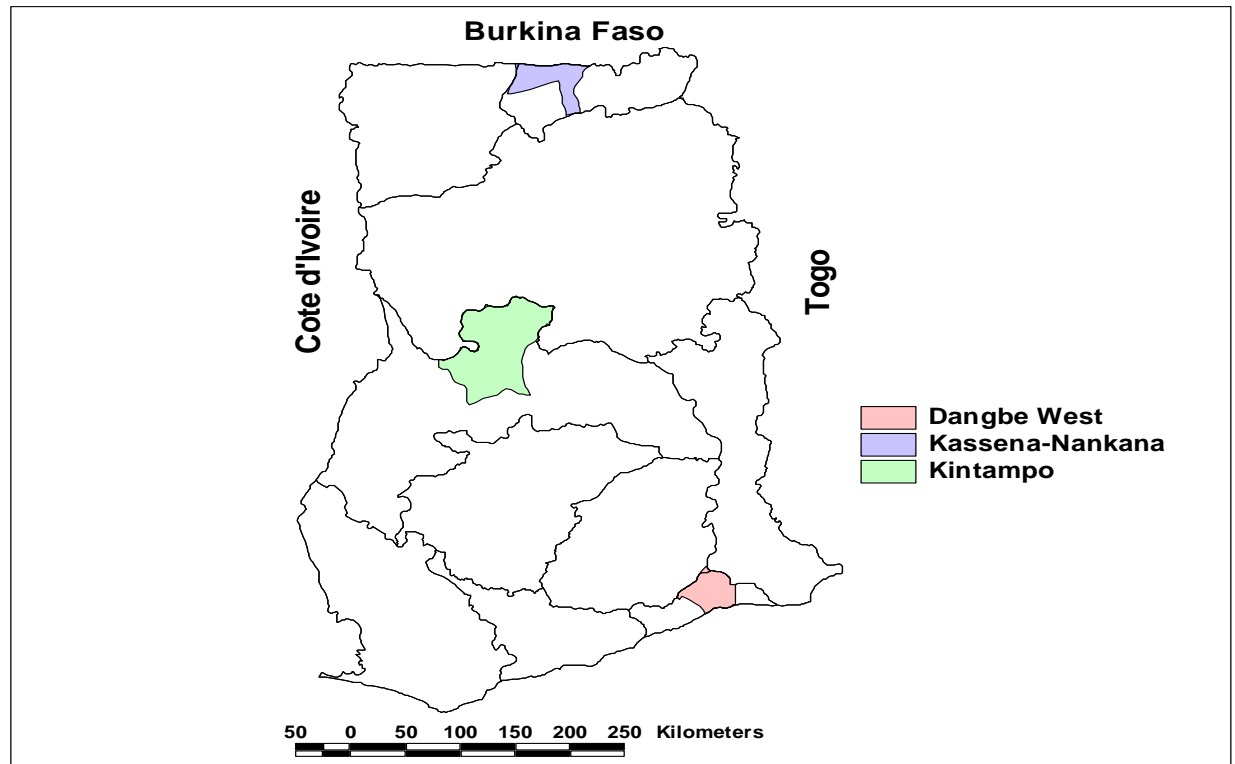 Burkina Faso
Cote d'Ivoire
Togo
Dangbe West
Kassena-Nankana
Kintampo
50 0 50 100 150 200 250 Kilometers